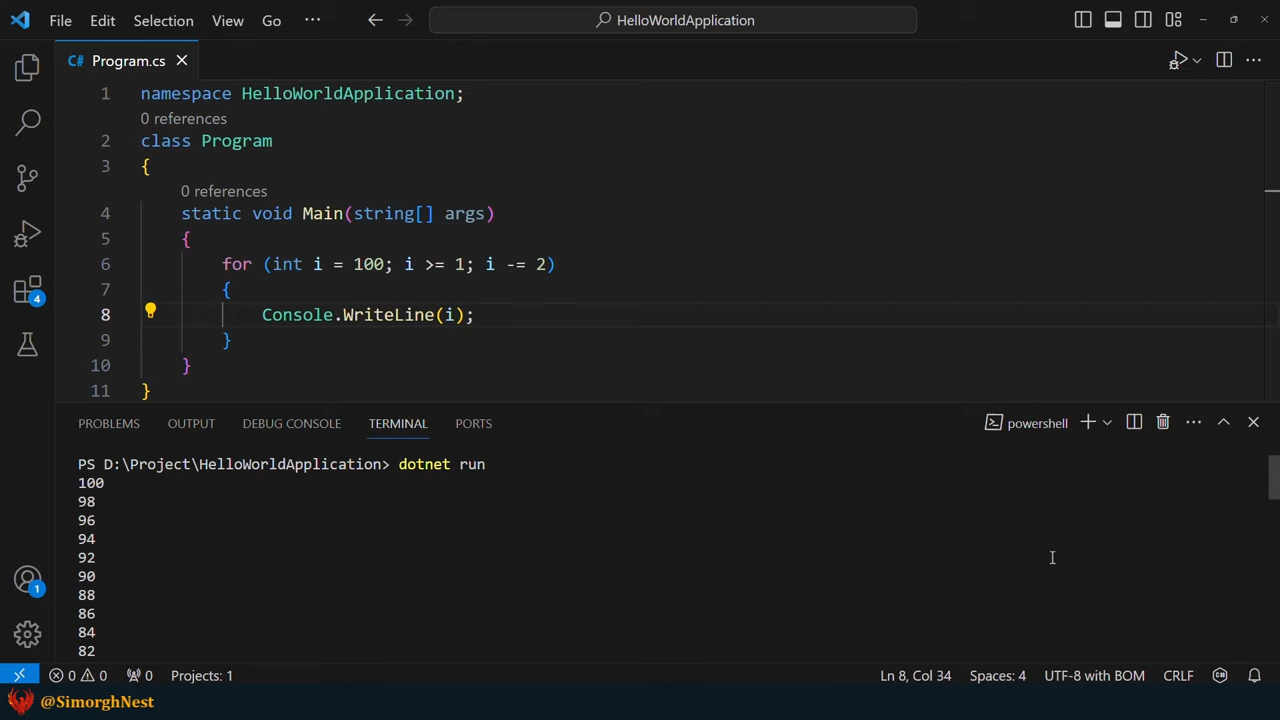 File Edit Selection View Go ··· HelloWorldApplication
C# Program.cs
1 namespace HelloWorldApplication;
0 references
2 class Program
3 {
0 references
4 static void Main(string[] args)
5 {
6 for (int i = 100; i >= 1; i -= 2)
7 {
8 Console.WriteLine(i);
9 }
10 }
11 }
4
1
PROBLEMS OUTPUT DEBUG CONSOLE TERMINAL PORTS powershell
PS D:\Project\HelloWorldApplication> dotnet run
100
98
96
94
92
90
88
86
84
82
0 0 0 Projects: 1 Ln 8, Col 34 Spaces: 4 UTF-8 with BOM CRLF
@SimorghNest